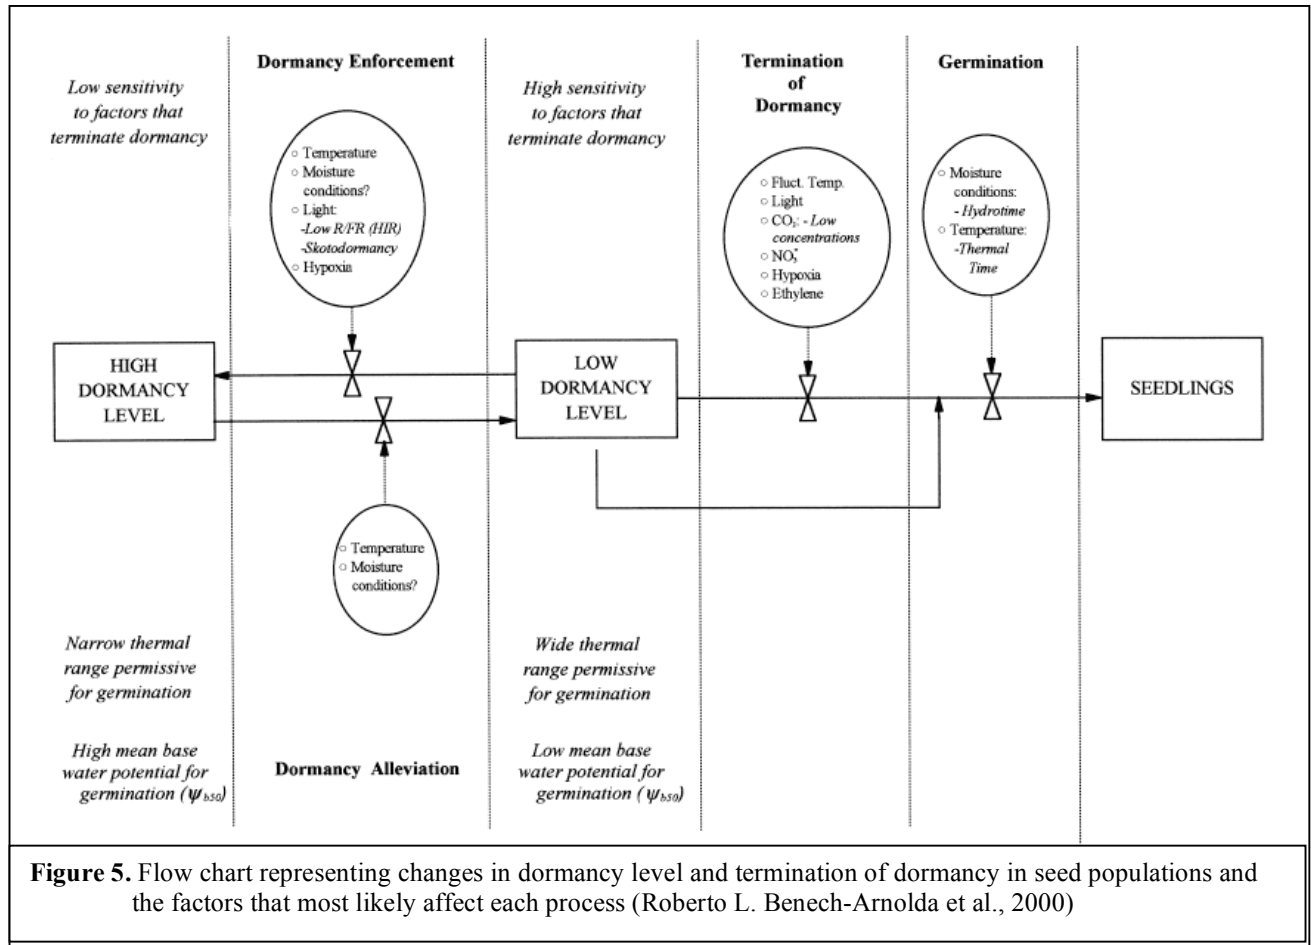 Dormancy Enforcement
Termination
of
Dormancy
Germination
Low sensitivity
to factors that
terminate dormancy
High sensitivity
to factors that
terminate dormancy
○ Temperature
○ Moisture
conditions?
○ Light:
-Low R/FR (HIR)
-Skotodormancy
○ Hypoxia
○ Fluct. Temp.
○ Light
○ CO₂: - Low
concentrations
○ NO₃⁻
○ Hypoxia
○ Ethylene
○ Moisture
conditions:
- Hydrotime
○ Temperature:
-Thermal
Time
HIGH
DORMANCY
LEVEL
LOW
DORMANCY
LEVEL
SEEDLINGS
○ Temperature
○ Moisture
conditions?
Narrow thermal
range permissive
for germination
Wide thermal
range permissive
for germination
High mean base
water potential for
germination (ψb50)
Dormancy Alleviation
Low mean base
water potential for
germination (ψb50)
Figure 5. Flow chart representing changes in dormancy level and termination of dormancy in seed populations and
the factors that most likely affect each process (Roberto L. Benech-Arnolda et al., 2000)